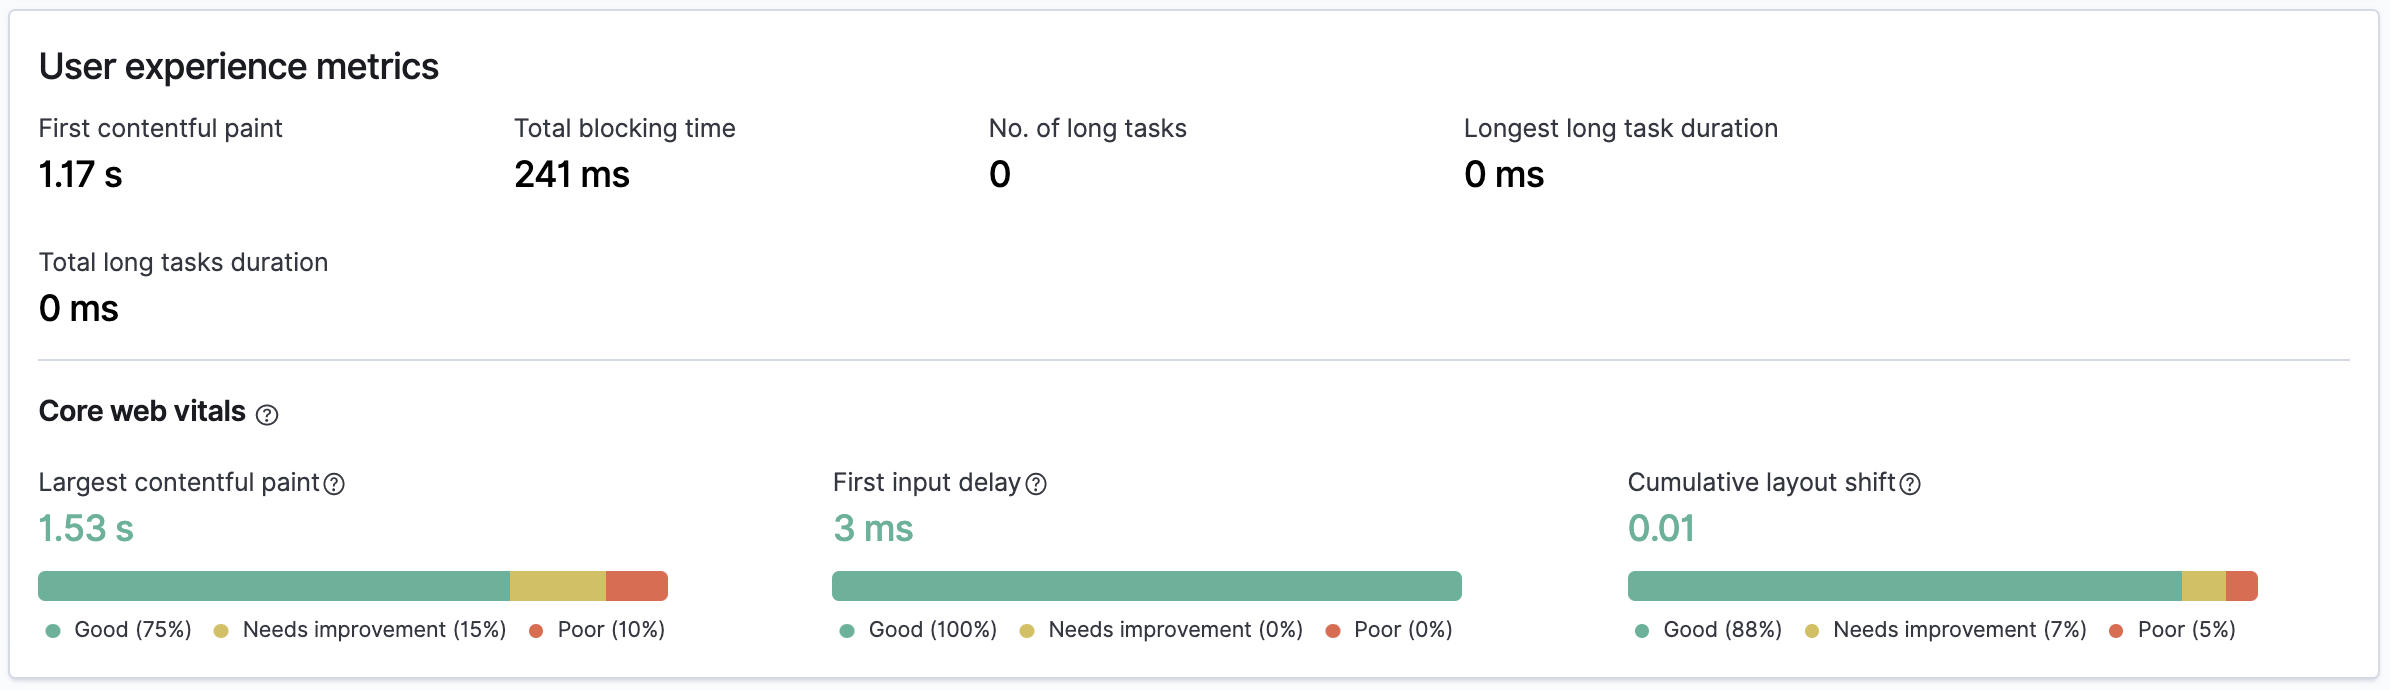 User experience metrics
First contentful paint
1.17 s
Total blocking time
241 ms
No. of long tasks
0
Longest long task duration
0 ms
Total long tasks duration
0 ms
Core web vitals ?
Largest contentful paint ?
1.53 s
Good (75%) Needs improvement (15%) Poor (10%)
First input delay ?
3 ms
Good (100%) Needs improvement (0%) Poor (0%)
Cumulative layout shift ?
0.01
Good (88%) Needs improvement (7%) Poor (5%)